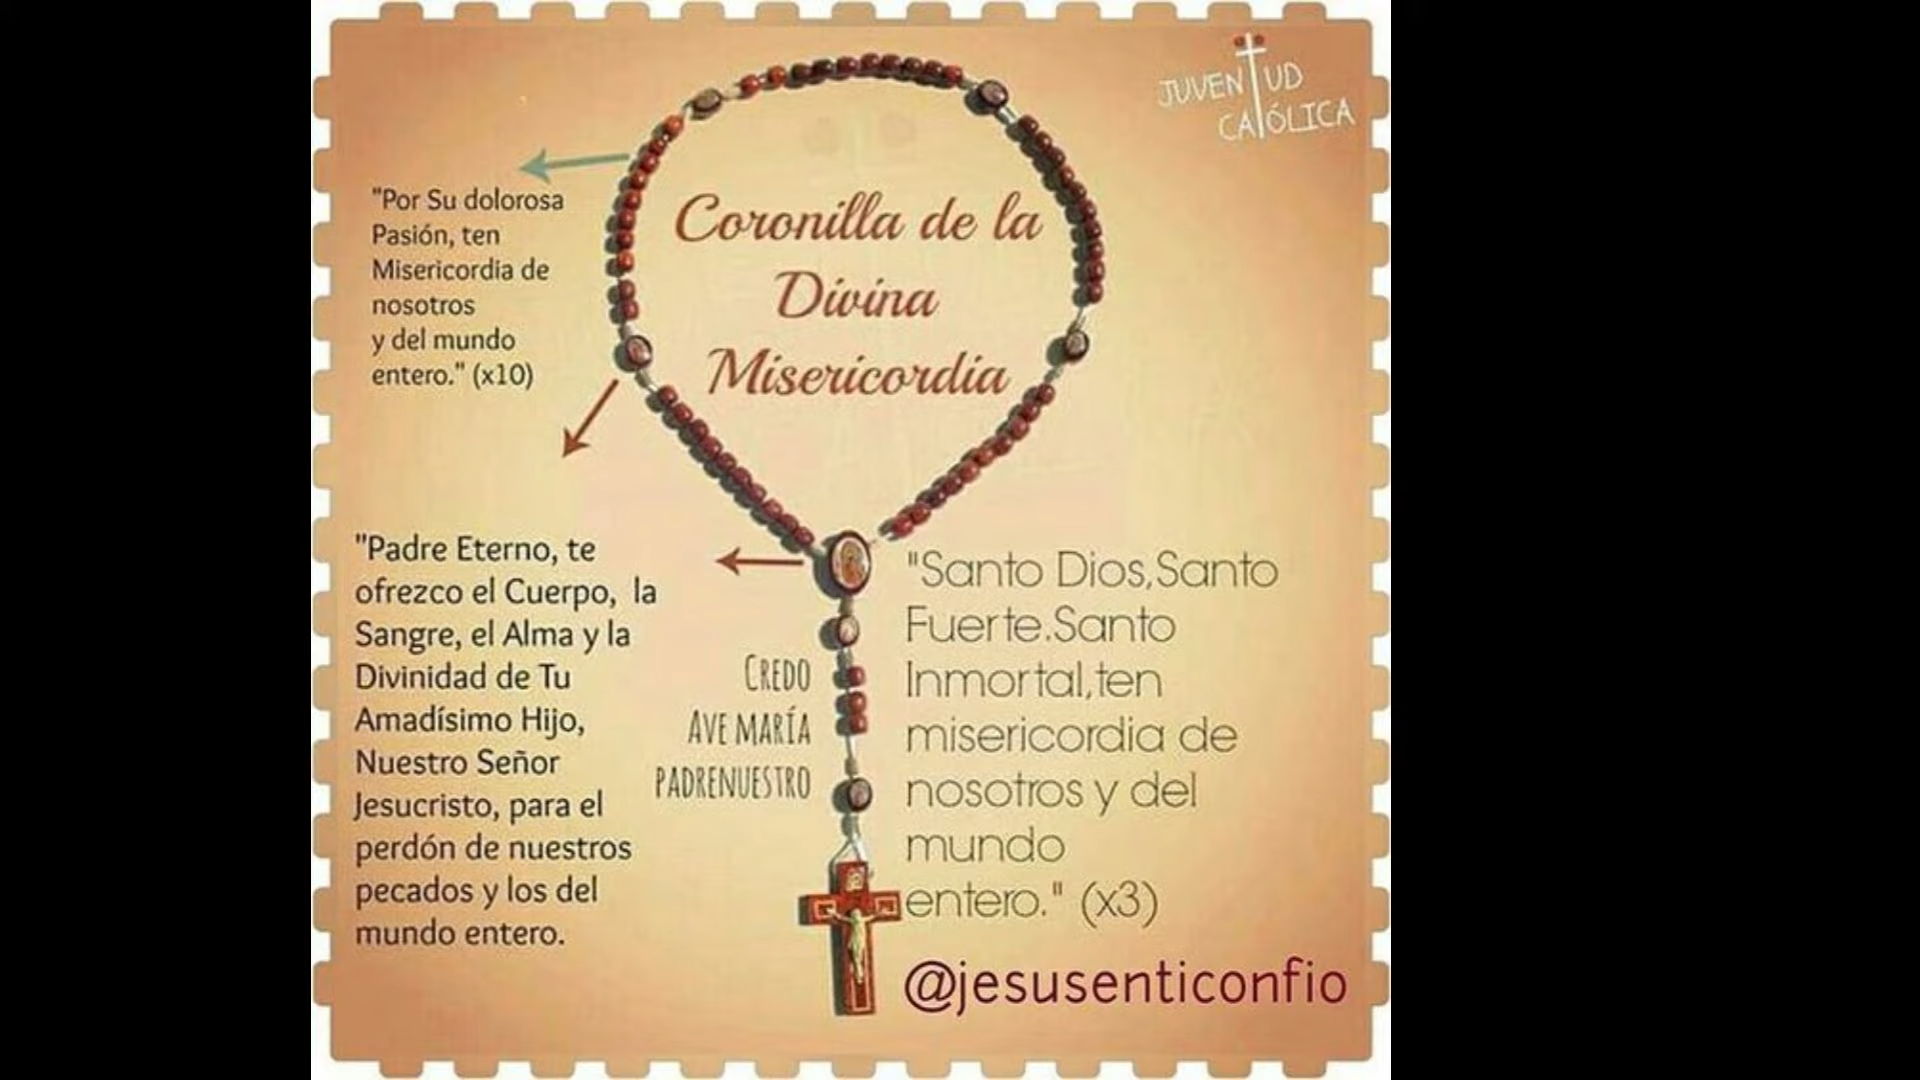 JUVENTUD
CATÓLICA
"Por Su dolorosa
Pasión, ten
Misericordia de
nosotros
y del mundo
entero." (x10)
Coronilla de la
Divina
Misericordia
"Padre Eterno, te
ofrezco el Cuerpo, la
Sangre, el Alma y la
Divinidad de Tu
Amadísimo Hijo,
Nuestro Señor
Jesucristo, para el
perdón de nuestros
pecados y los del
mundo entero.
CREDO
AVE MARÍA
PADRENUESTRO
"Santo Dios,Santo
Fuerte.Santo
Inmortal,ten
misericordia de
nosotros y del
mundo
entero." (x3)
@jesusenticonfio